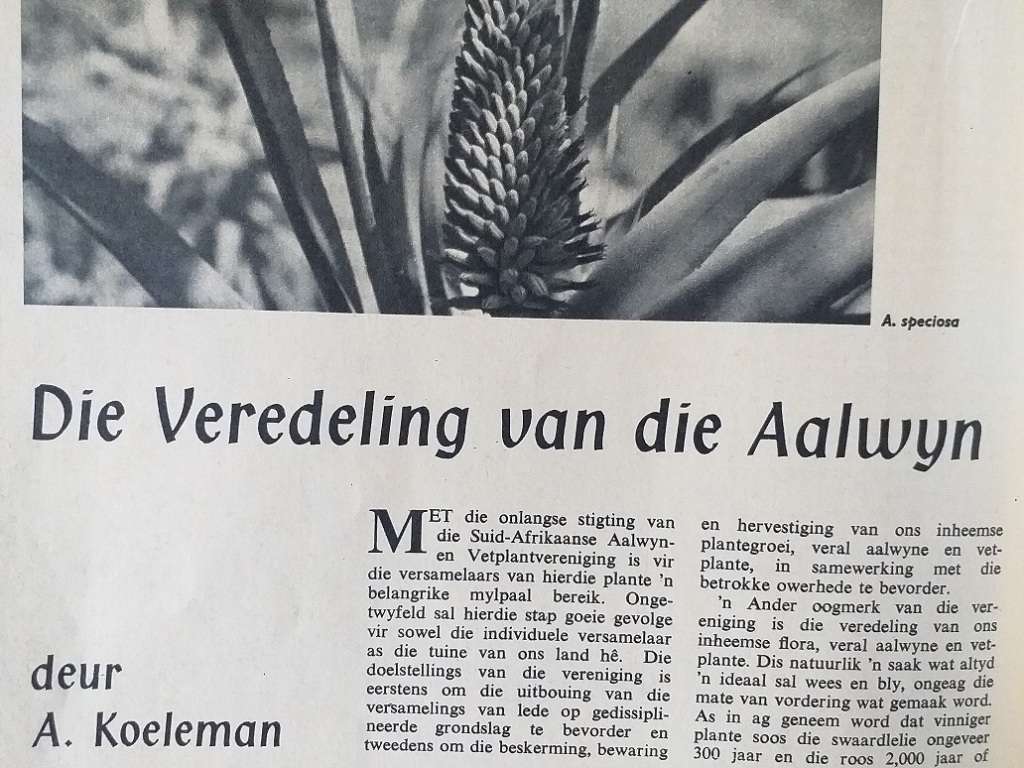 A. speciosa
Die Veredeling van die Aalwyn
deur
A. Koeleman
MET die onlangse stigting van
die Suid-Afrikaanse Aalwyn-
en Vetplantvereniging is vir
die versamelaars van hierdie plante 'n
belangrike mylpaal bereik. Onge-
twyfeld sal hierdie stap goeie gevolge
vir sowel die individuele versamelaar
as die tuine van ons land hê. Die
doelstellings van die vereniging is
eerstens om die uitbouing van die
versamelings van lede op gedissipli-
neerde grondslag te bevorder en
tweedens om die beskerming, bewaring
en hervestiging van ons inheemse
plantegroei, veral aalwyne en vet-
plante, in samewerking met die
betrokke owerhede te bevorder.
'n Ander oogmerk van die ver-
eniging is die veredeling van ons
inheemse flora, veral aalwyne en vet-
plante. Dis natuurlik 'n saak wat altyd
'n ideaal sal wees en bly, ongeag die
mate van vordering wat gemaak word.
As in ag geneem word dat vinniger
plante soos die swaardlelie ongeveer
300 jaar en die roos 2,000 jaar of